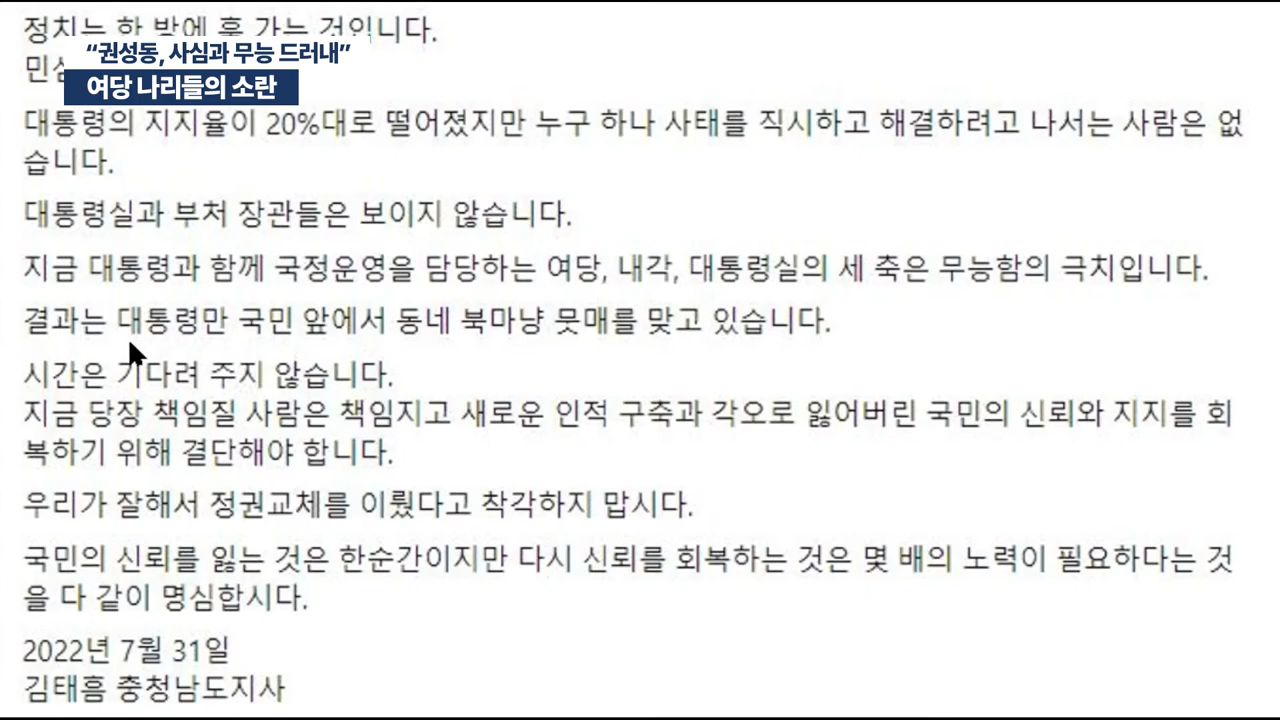 정치는 한 방에 훅 가는 것입니다.
“권성동, 사심과 무능 드러내”
여당 나리들의 소란
대통령의 지지율이 20%대로 떨어졌지만 누구 하나 사태를 직시하고 해결하려고 나서는 사람은 없
습니다.
대통령실과 부처 장관들은 보이지 않습니다.
지금 대통령과 함께 국정운영을 담당하는 여당, 내각, 대통령실의 세 축은 무능함의 극치입니다.
결과는 대통령만 국민 앞에서 동네 북마냥 뭇매를 맞고 있습니다.
시간은 기다려 주지 않습니다.
지금 당장 책임질 사람은 책임지고 새로운 인적 구축과 각오로 잃어버린 국민의 신뢰와 지지를 회
복하기 위해 결단해야 합니다.
우리가 잘해서 정권교체를 이뤘다고 착각하지 맙시다.
국민의 신뢰를 잃는 것은 한순간이지만 다시 신뢰를 회복하는 것은 몇 배의 노력이 필요하다는 것
을 다 같이 명심합시다.
2022년 7월 31일
김태흠 충청남도지사